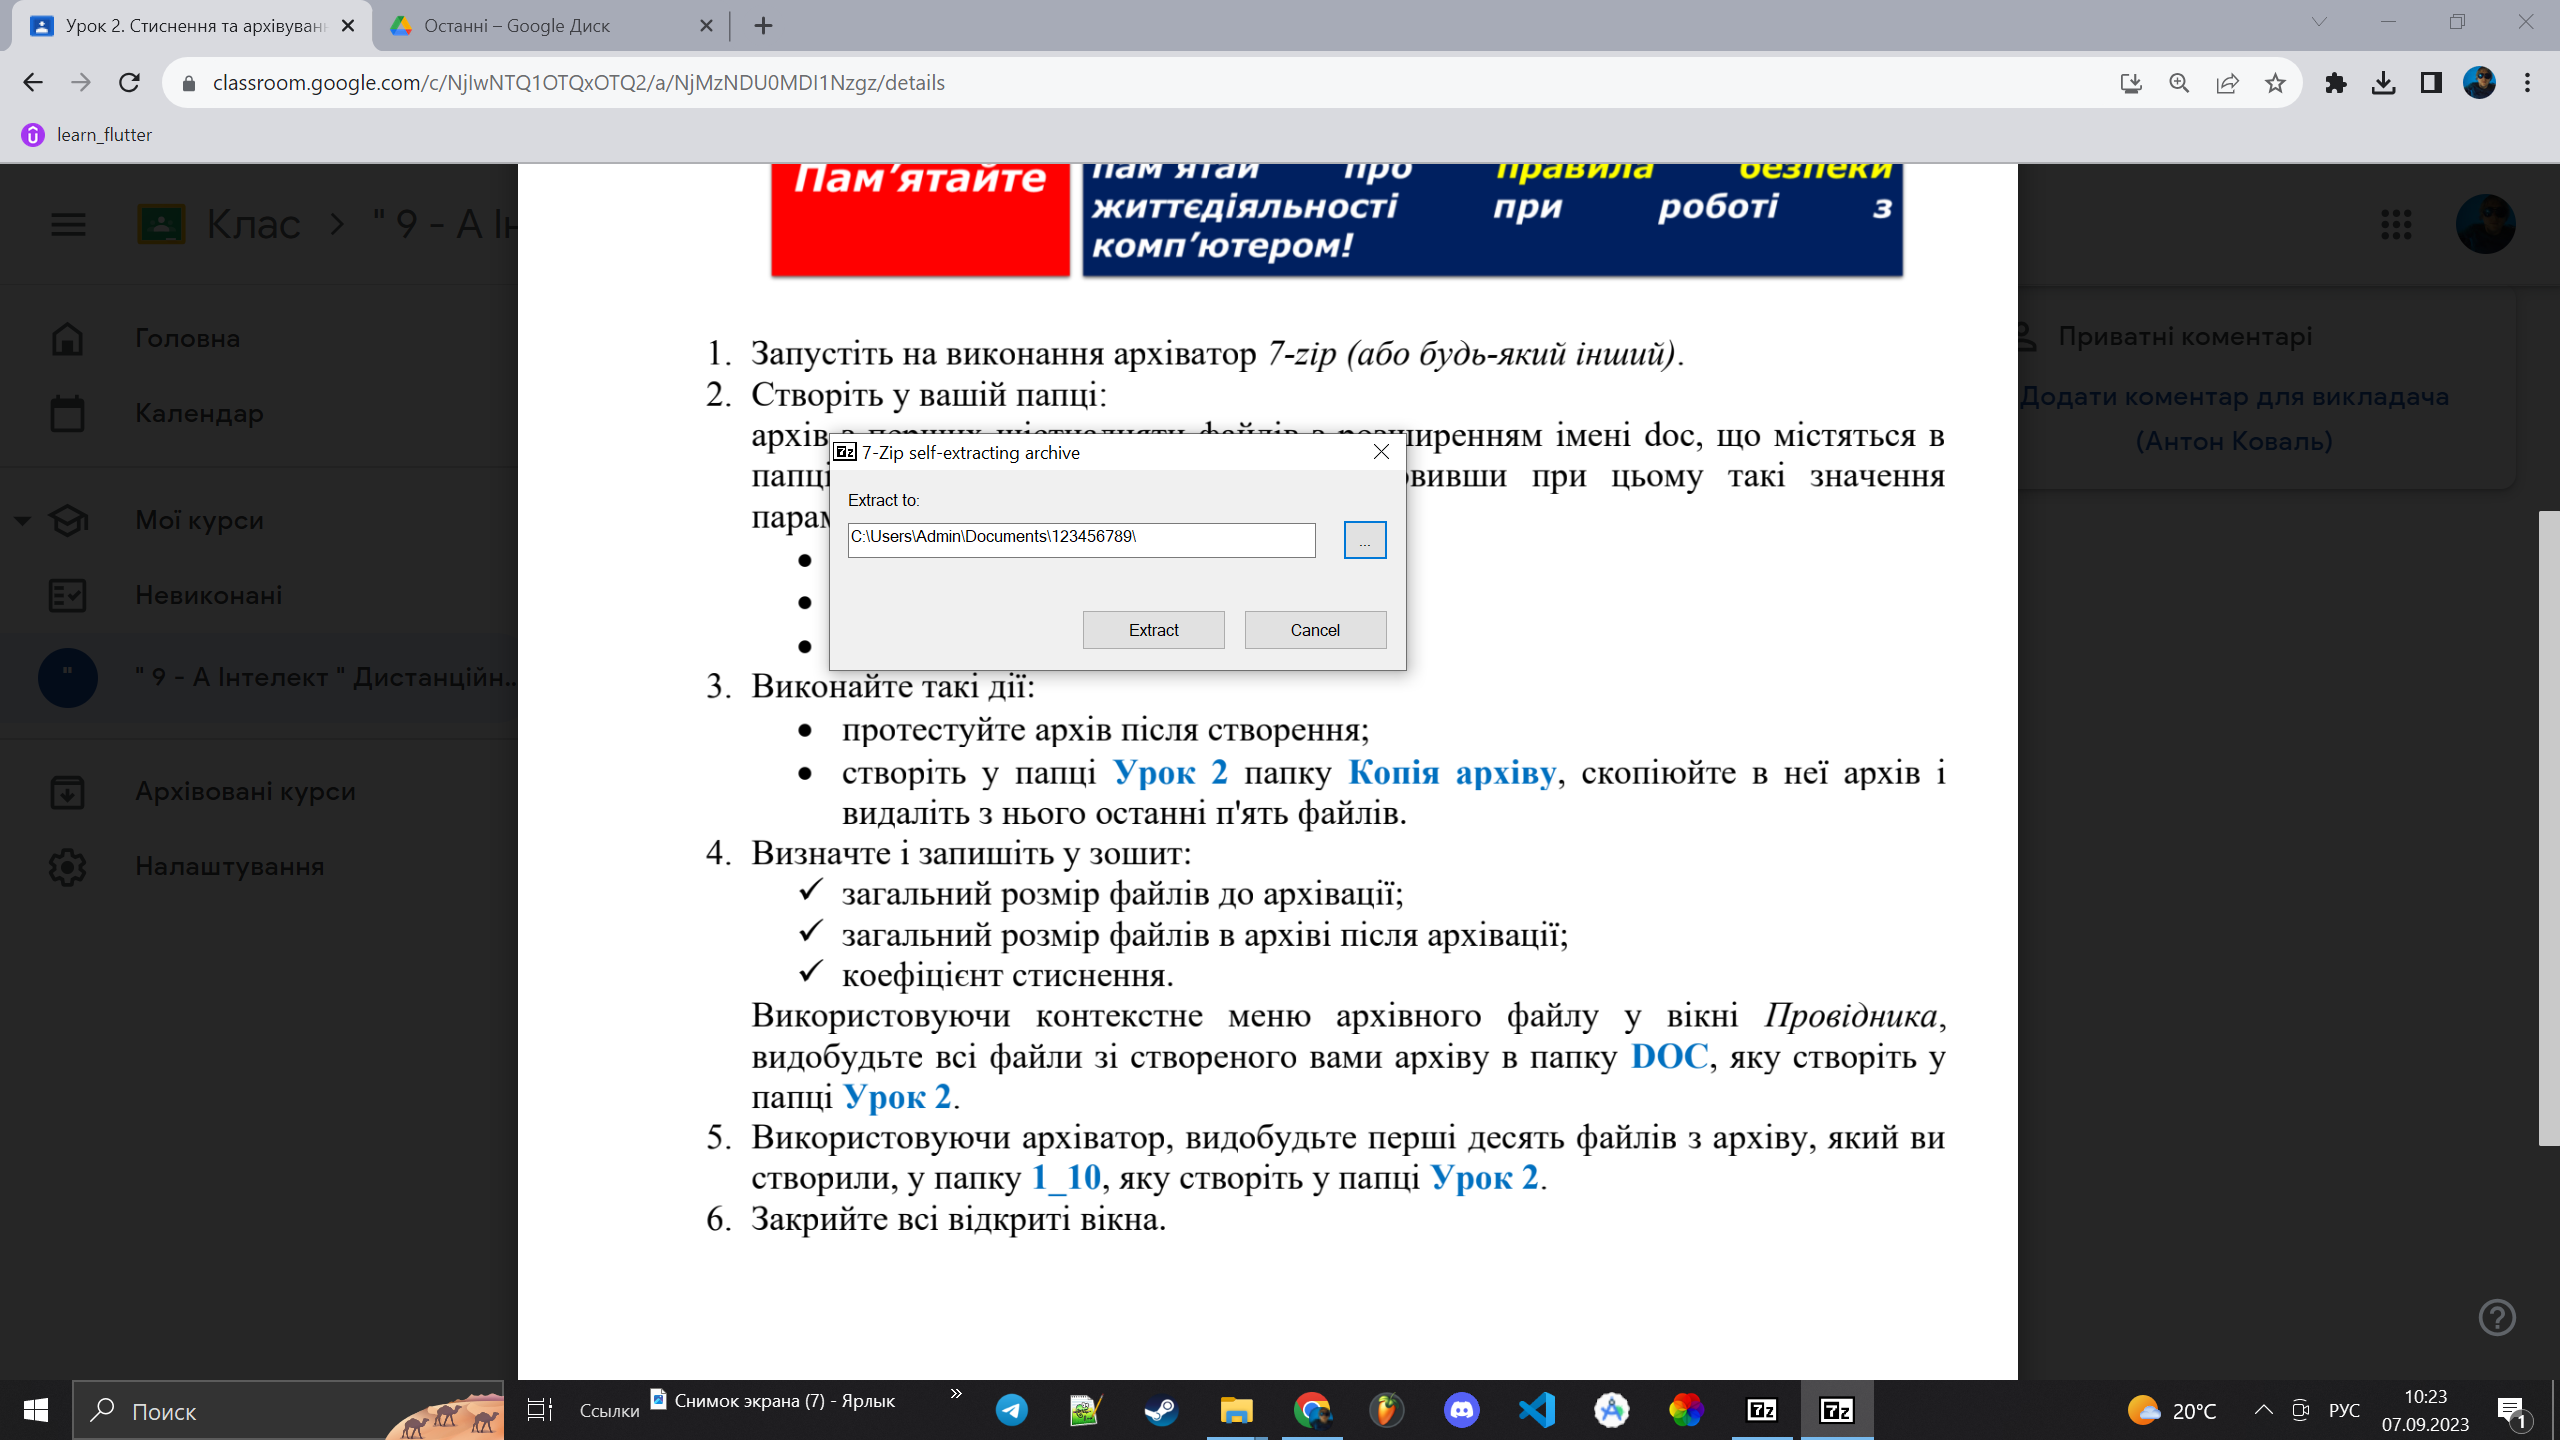 Урок 2. Стиснення та архівуван
Останні – Google Диск
classroom.google.com/c/NjIwNTQ1OTQxOTQ2/a/NjMzNDU0MDI1Nzgz/details
learn_flutter
Пам’ятайте
пам’ятай про правила безпеки
життєдіяльності при роботі з
комп’ютером!
Клас > " 9 - А Ін
Головна
Календар
Мої курси
Невиконані
" 9 - А Інтелект " Дистанційн...
Архівовані курси
Налаштування
Приватні коментарі
Додати коментар для викладача
(Антон Коваль)
1. Запустіть на виконання архіватор 7-zip (або будь-який інший).
2. Створіть у вашій папці:
архів з перших шістнадцяти файлів з розширенням імені doc, що містяться в
папці
овивши при цьому такі значення
парам
7-Zip self-extracting archive
Extract to:
C:\Users\Admin\Documents\123456789\
...
Extract
Cancel
3. Виконайте такі дії:
• протестуйте архів після створення;
• створіть у папці Урок 2 папку Копія архіву, скопіюйте в неї архів і
видаліть з нього останні п'ять файлів.
4. Визначте і запишіть у зошит:
✓ загальний розмір файлів до архівації;
✓ загальний розмір файлів в архіві після архівації;
✓ коефіцієнт стиснення.
Використовуючи контекстне меню архівного файлу у вікні Провідника,
видобудьте всі файли зі створеного вами архіву в папку DOC, яку створіть у
папці Урок 2.
5. Використовуючи архіватор, видобудьте перші десять файлів з архіву, який ви
створили, у папку 1_10, яку створіть у папці Урок 2.
6. Закрийте всі відкриті вікна.
Поиск
Ссылки
Снимок экрана (7) - Ярлык
20°C
РУС
10:23
07.09.2023
1